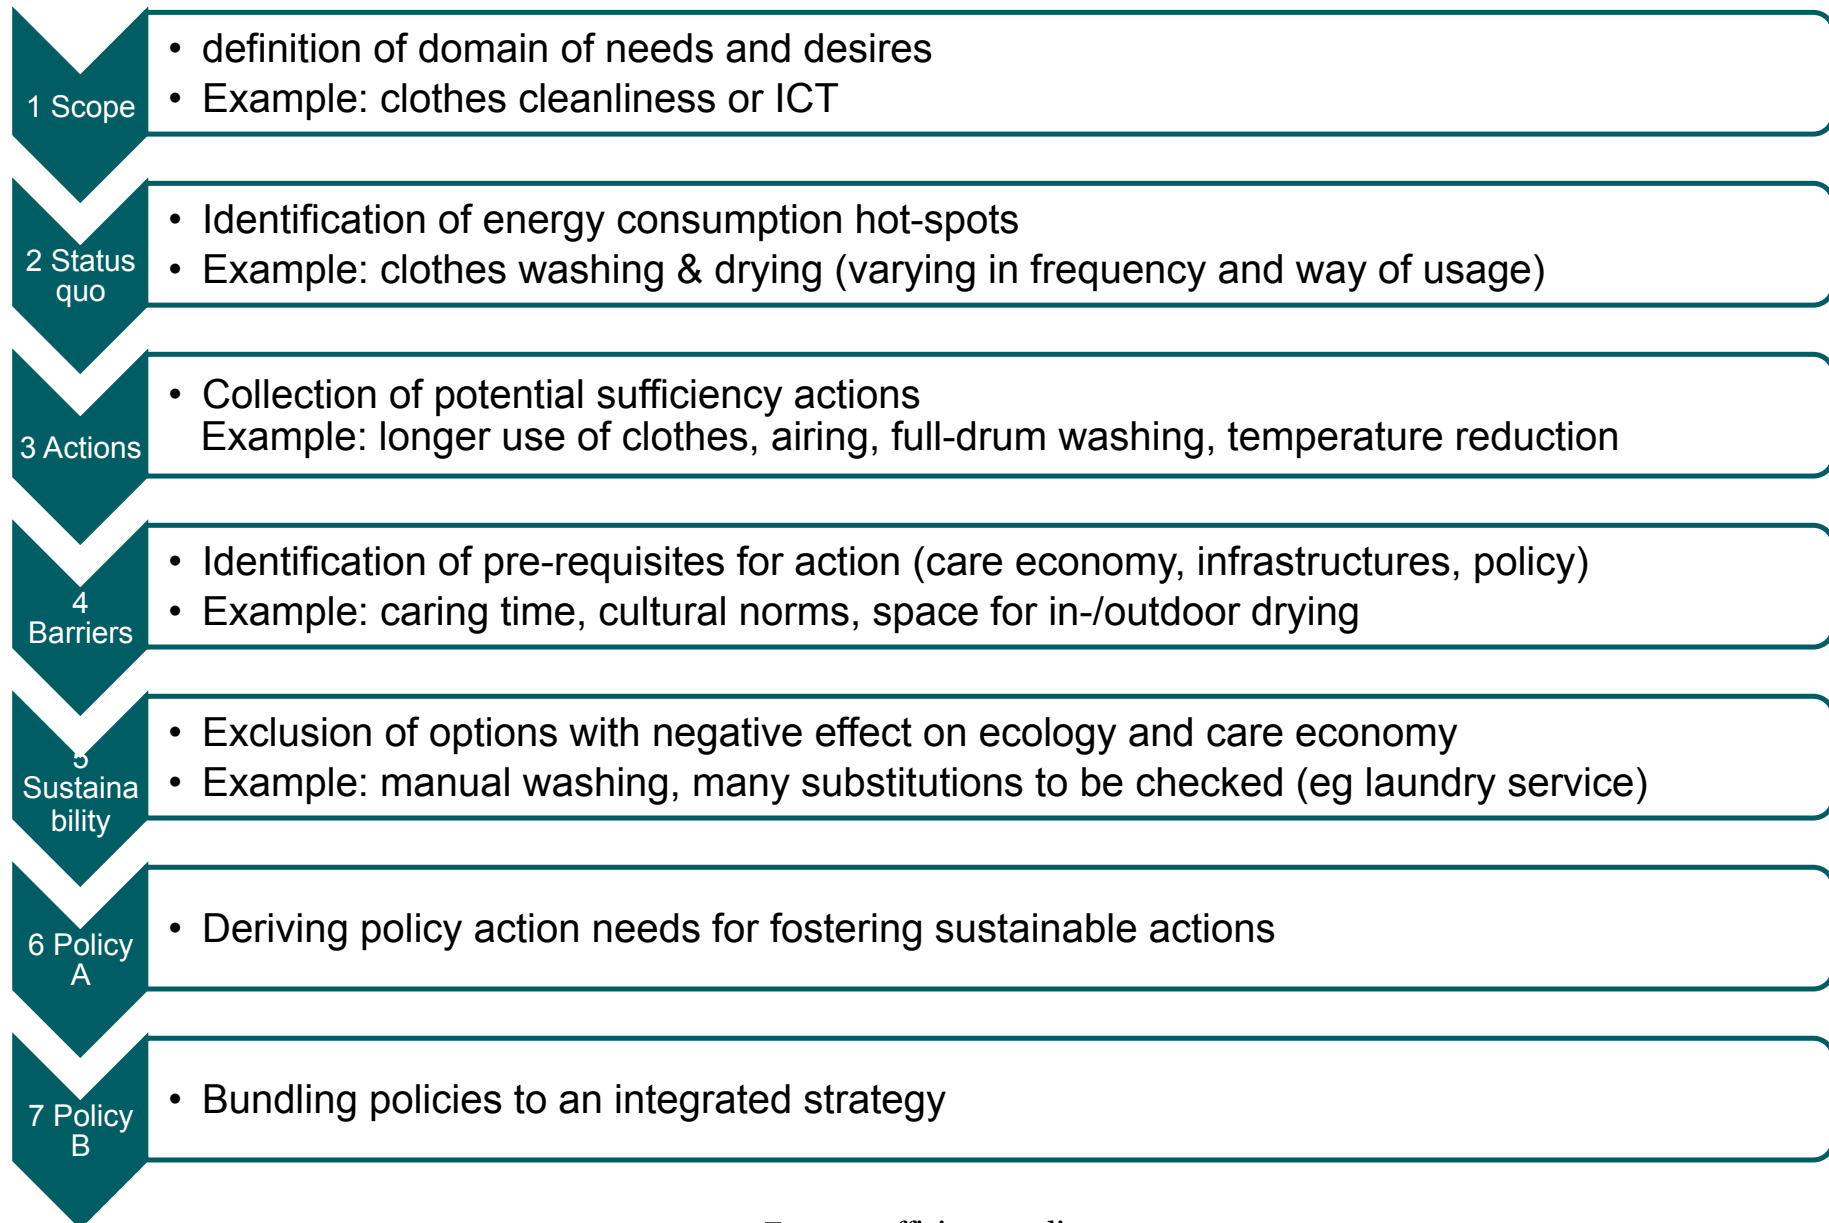 1 Scope
• definition of domain of needs and desires
• Example: clothes cleanliness or ICT
2 Status
quo
• Identification of energy consumption hot-spots
• Example: clothes washing & drying (varying in frequency and way of usage)
3 Actions
• Collection of potential sufficiency actions
Example: longer use of clothes, airing, full-drum washing, temperature reduction
4
Barriers
• Identification of pre-requisites for action (care economy, infrastructures, policy)
• Example: caring time, cultural norms, space for in-/outdoor drying
5
Sustaina
bility
• Exclusion of options with negative effect on ecology and care economy
• Example: manual washing, many substitutions to be checked (eg laundry service)
6 Policy
A
• Deriving policy action needs for fostering sustainable actions
7 Policy
B
• Bundling policies to an integrated strategy